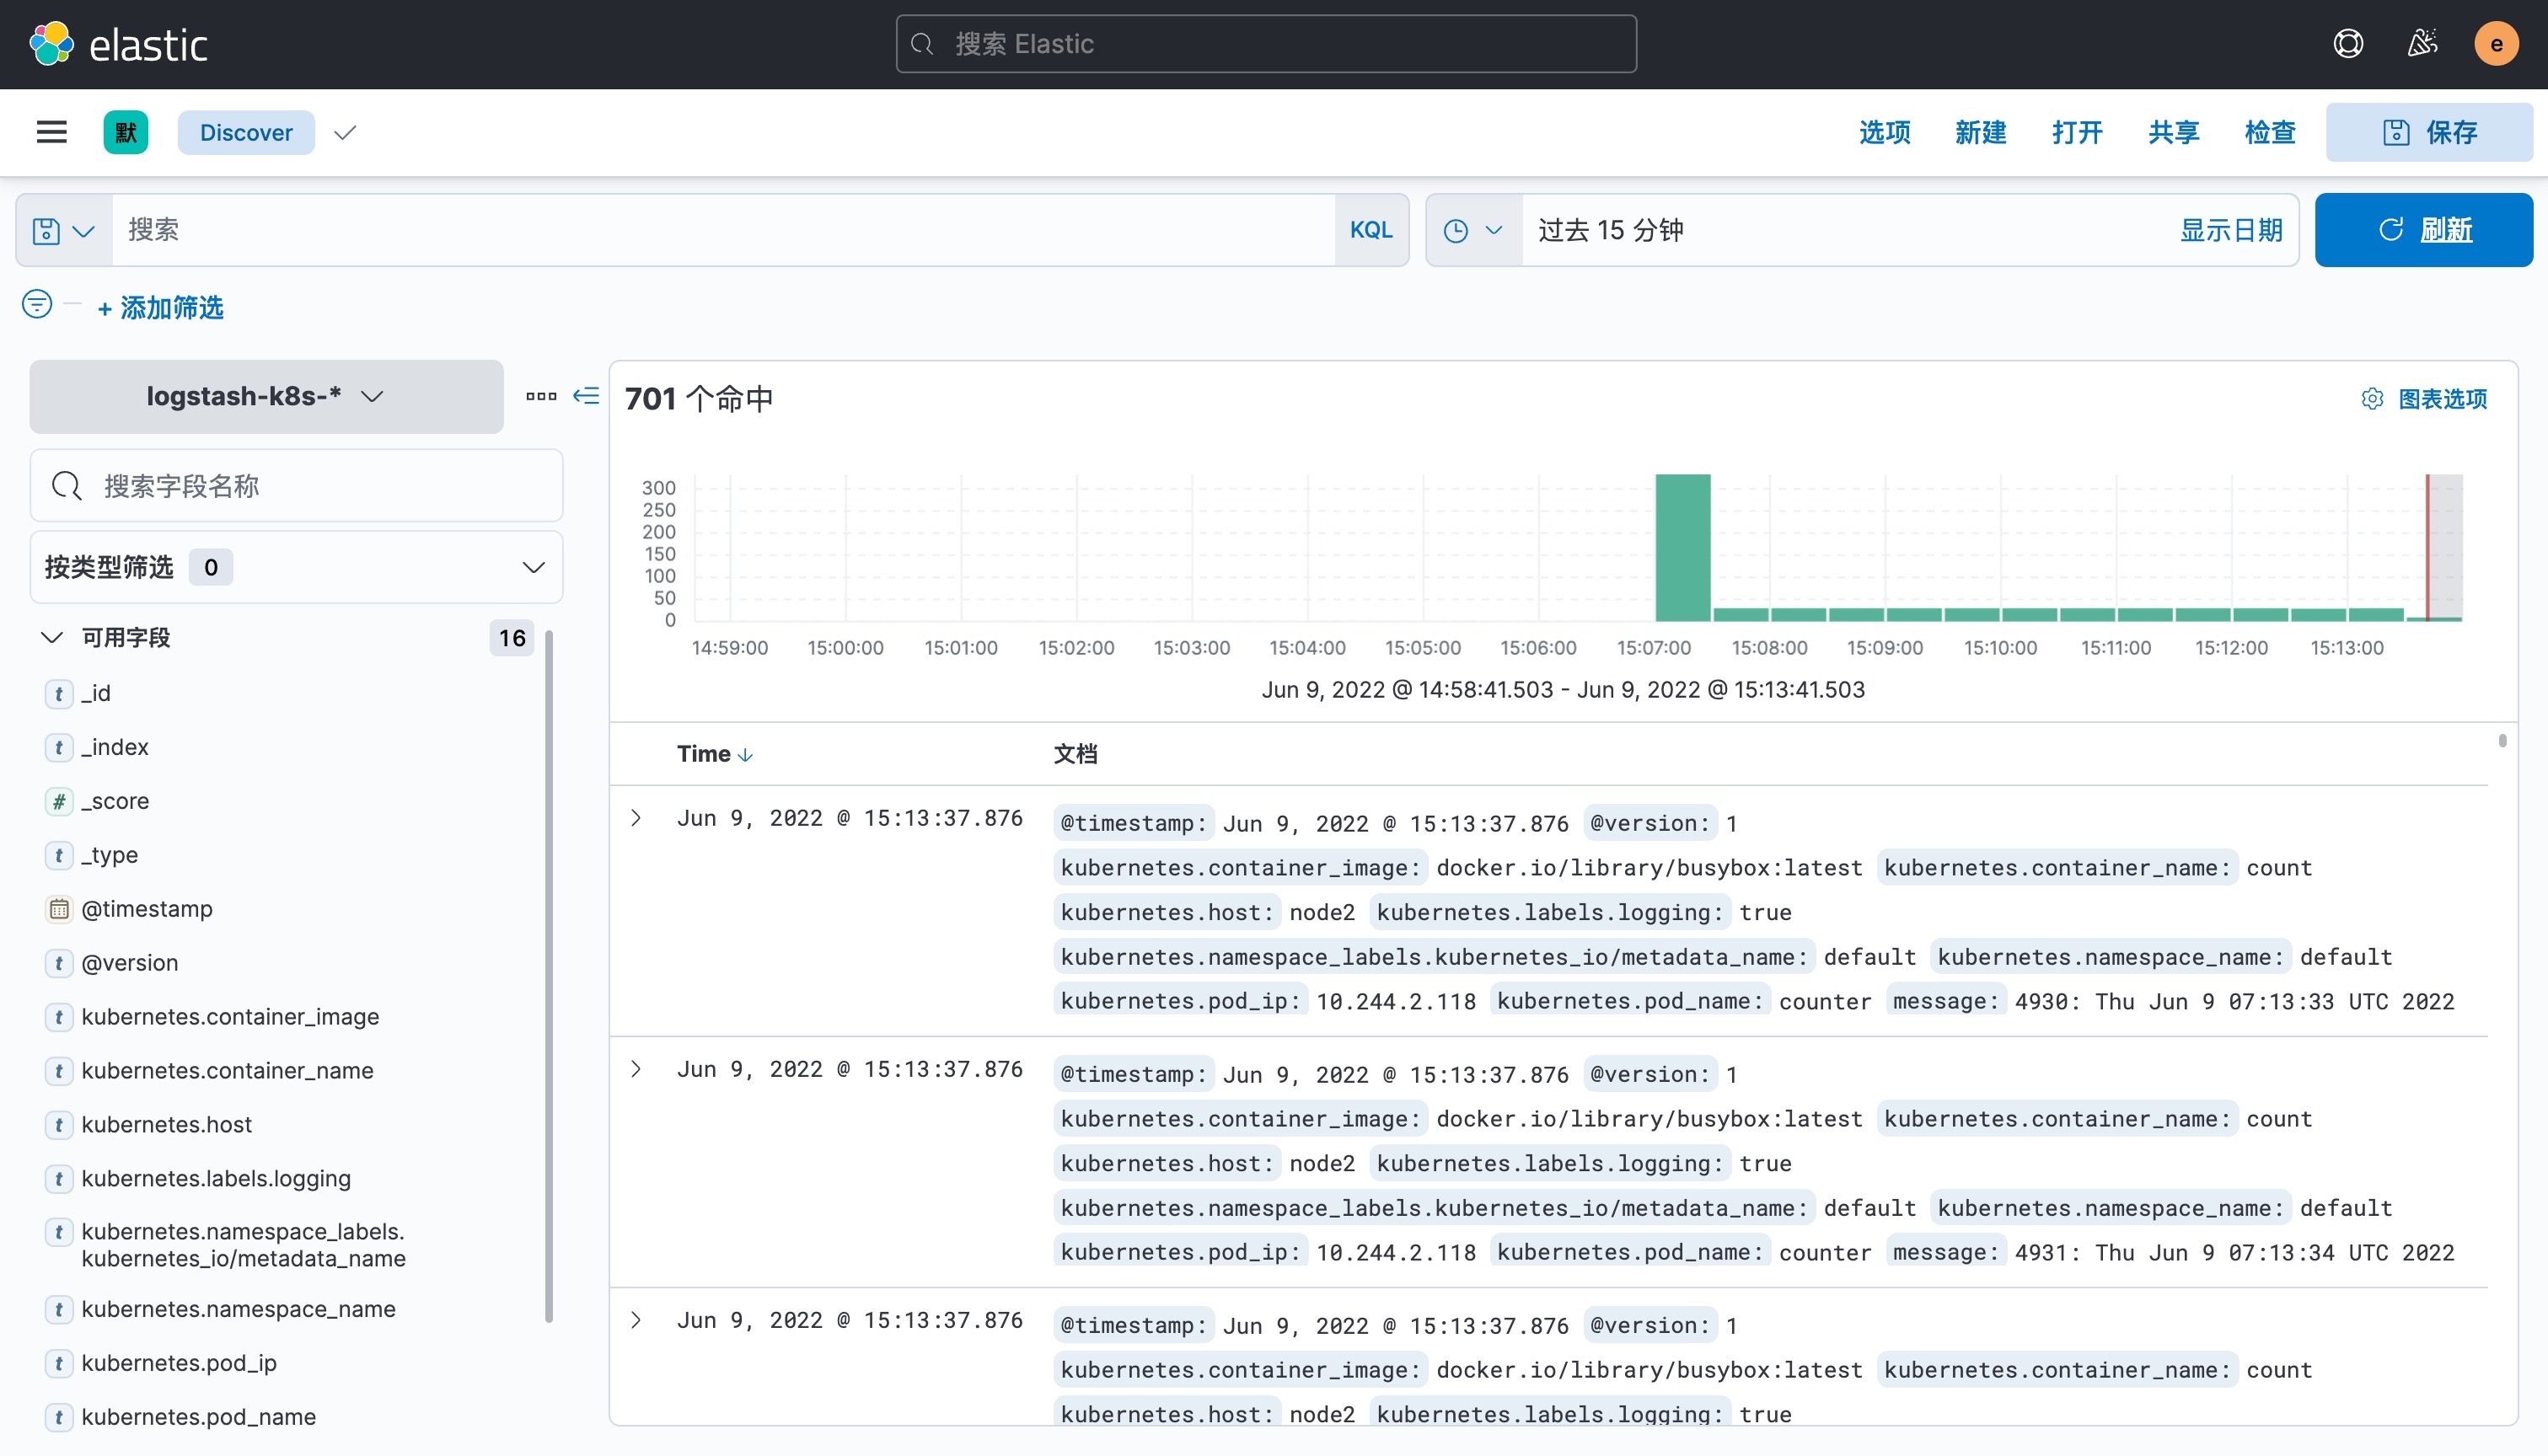 elastic
搜索 Elastic
e
默
Discover
选项
新建
打开
共享
检查
保存
搜索
KQL
过去 15 分钟
显示日期
刷新
+ 添加筛选
logstash-k8s-*
搜索字段名称
按类型筛选 0
可用字段 16
t _id
t _index
# _score
t _type
@timestamp
t @version
t kubernetes.container_image
t kubernetes.container_name
t kubernetes.host
t kubernetes.labels.logging
t kubernetes.namespace_labels.
kubernetes_io/metadata_name
t kubernetes.namespace_name
t kubernetes.pod_ip
t kubernetes.pod_name
701 个命中
图表选项
300
250
200
150
100
50
0
14:59:00 15:00:00 15:01:00 15:02:00 15:03:00 15:04:00 15:05:00 15:06:00 15:07:00 15:08:00 15:09:00 15:10:00 15:11:00 15:12:00 15:13:00
Jun 9, 2022 @ 14:58:41.503 - Jun 9, 2022 @ 15:13:41.503
Time 文档
Jun 9, 2022 @ 15:13:37.876
@timestamp: Jun 9, 2022 @ 15:13:37.876 @version: 1
kubernetes.container_image: docker.io/library/busybox:latest kubernetes.container_name: count
kubernetes.host: node2 kubernetes.labels.logging: true
kubernetes.namespace_labels.kubernetes_io/metadata_name: default kubernetes.namespace_name: default
kubernetes.pod_ip: 10.244.2.118 kubernetes.pod_name: counter message: 4930: Thu Jun 9 07:13:33 UTC 2022
Jun 9, 2022 @ 15:13:37.876
@timestamp: Jun 9, 2022 @ 15:13:37.876 @version: 1
kubernetes.container_image: docker.io/library/busybox:latest kubernetes.container_name: count
kubernetes.host: node2 kubernetes.labels.logging: true
kubernetes.namespace_labels.kubernetes_io/metadata_name: default kubernetes.namespace_name: default
kubernetes.pod_ip: 10.244.2.118 kubernetes.pod_name: counter message: 4931: Thu Jun 9 07:13:34 UTC 2022
Jun 9, 2022 @ 15:13:37.876
@timestamp: Jun 9, 2022 @ 15:13:37.876 @version: 1
kubernetes.container_image: docker.io/library/busybox:latest kubernetes.container_name: count
kubernetes.host: node2 kubernetes.labels.logging: true